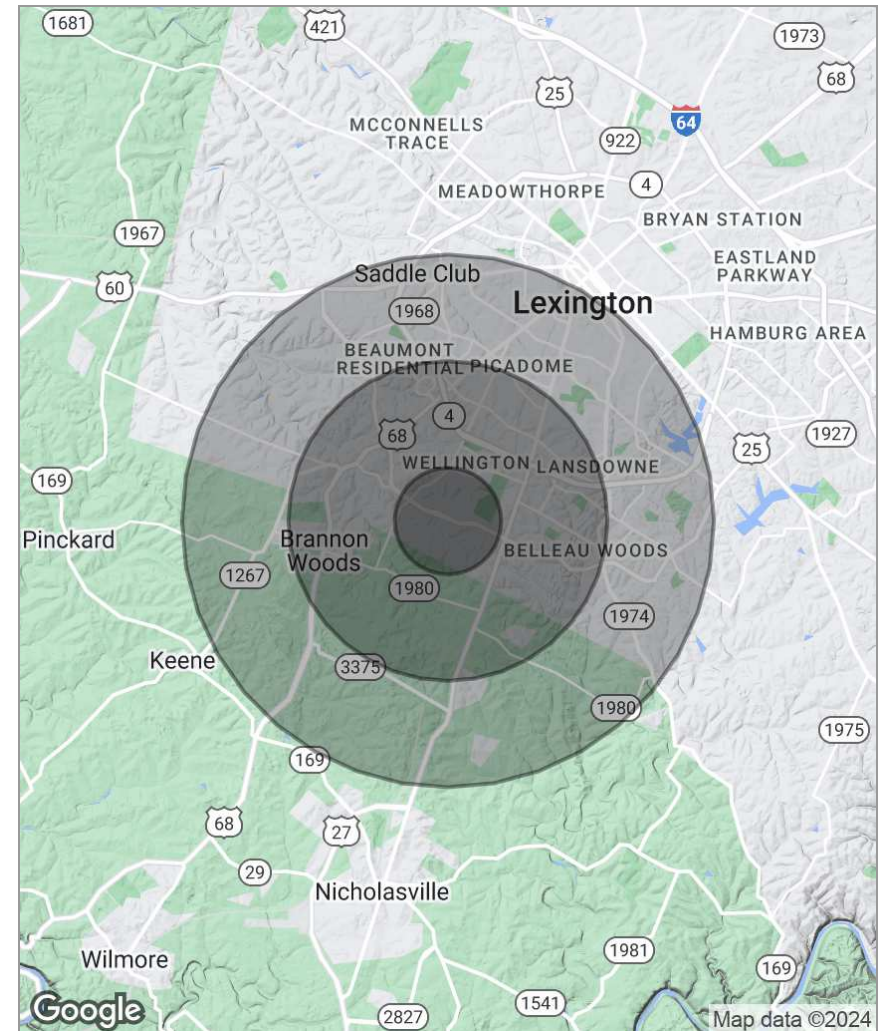 1681
421
1973
68
25
64
922
MCCONNELLS
TRACE
4
MEADOWTHORPE
BRYAN STATION
1967
EASTLAND
PARKWAY
60
Saddle Club
Lexington
1968
HAMBURG AREA
BEAUMONT
RESIDENTIAL
PICADOME
4
68
1927
25
WELLINGTON
LANSDOWNE
169
Pinckard
Brannon
Woods
BELLEAU WOODS
1267
1980
1974
Keene
3375
1980
1975
169
68
27
29
Nicholasville
1981
Wilmore
169
1541
2827
Google
Map data ©2024